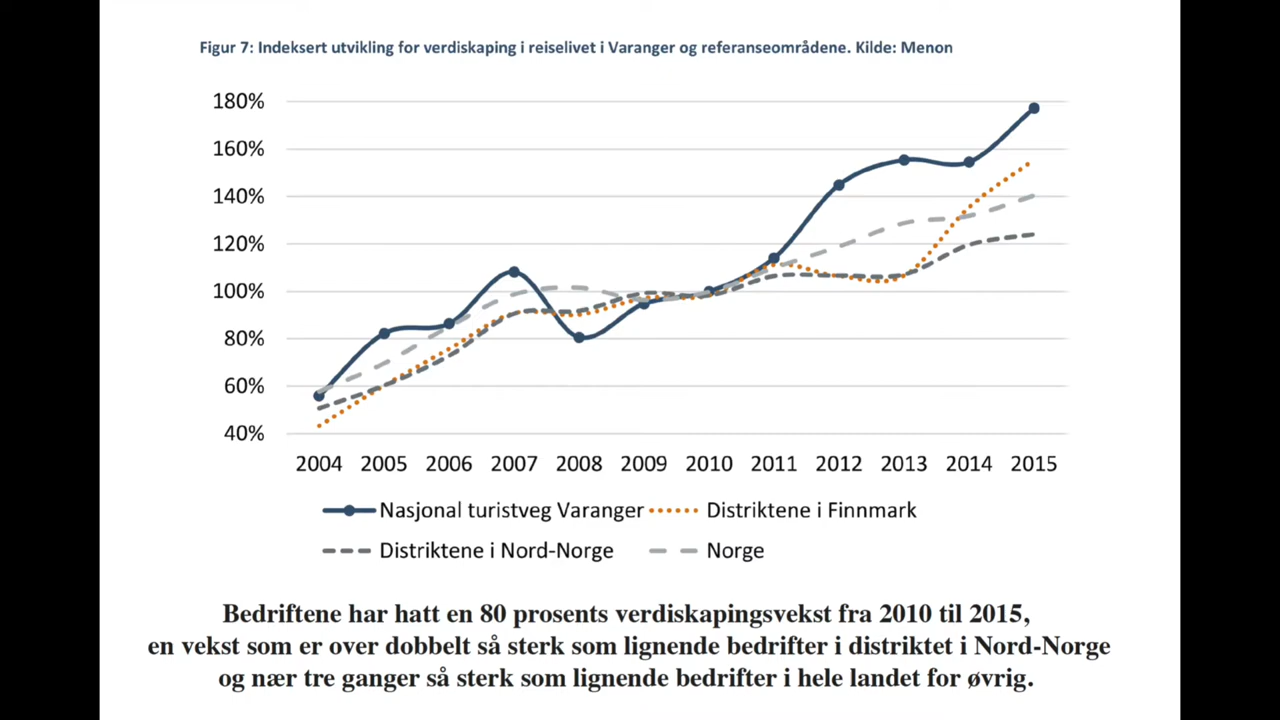 Figur 7: Indeksert utvikling for verdiskaping i reiselivet i Varanger og referanseområdene. Kilde: Menon
180%
160%
140%
120%
100%
80%
60%
40%
2004 2005 2006 2007 2008 2009 2010 2011 2012 2013 2014 2015
Nasjonal turistveg Varanger Distriktene i Finnmark
Distriktene i Nord-Norge Norge
Bedriftene har hatt en 80 prosents verdiskapingsvekst fra 2010 til 2015,
en vekst som er over dobbelt så sterk som lignende bedrifter i distriktet i Nord-Norge
og nær tre ganger så sterk som lignende bedrifter i hele landet for øvrig.